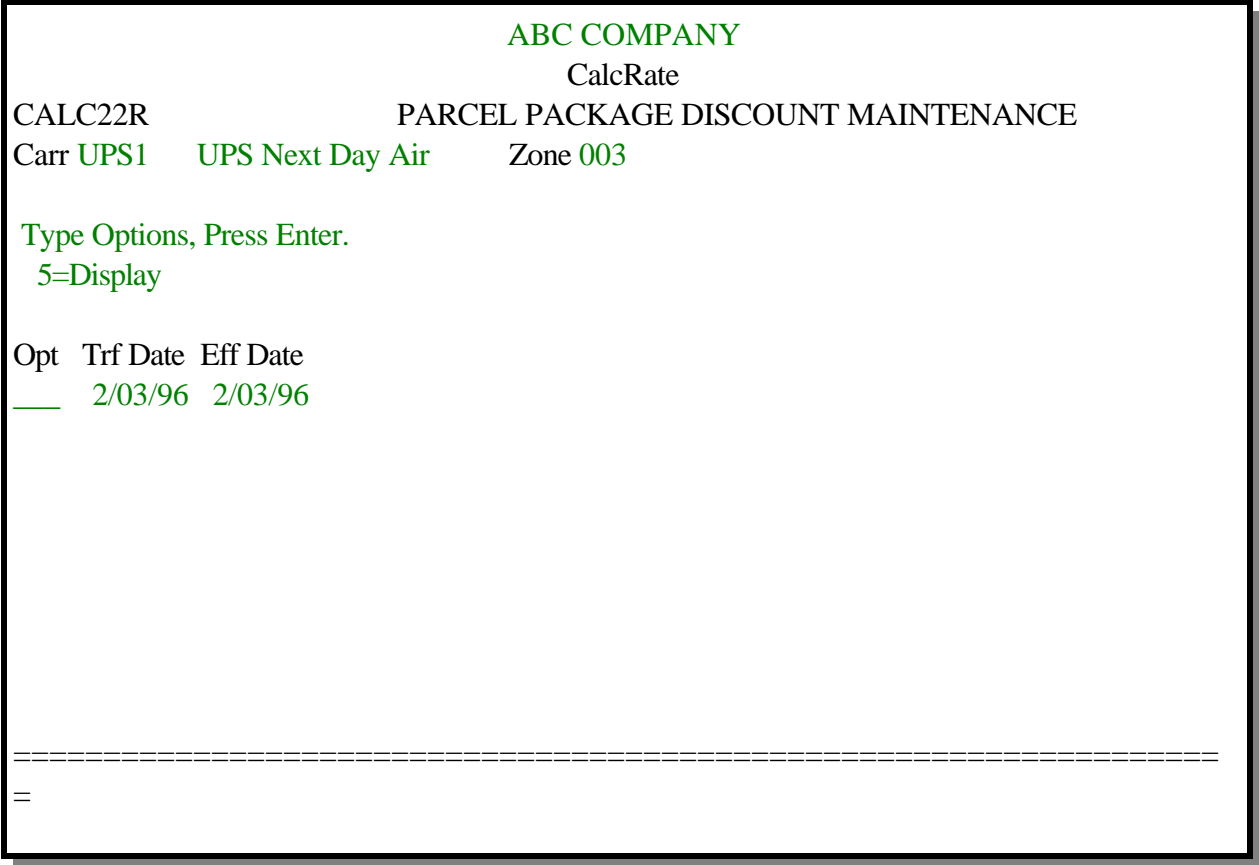 ABC COMPANY
CalcRate
CALC22R PARCEL PACKAGE DISCOUNT MAINTENANCE
Carr UPS1 UPS Next Day Air Zone 003
Type Options, Press Enter.
5=Display
Opt Trf Date Eff Date
___ 2/03/96 2/03/96
===================================================================
=